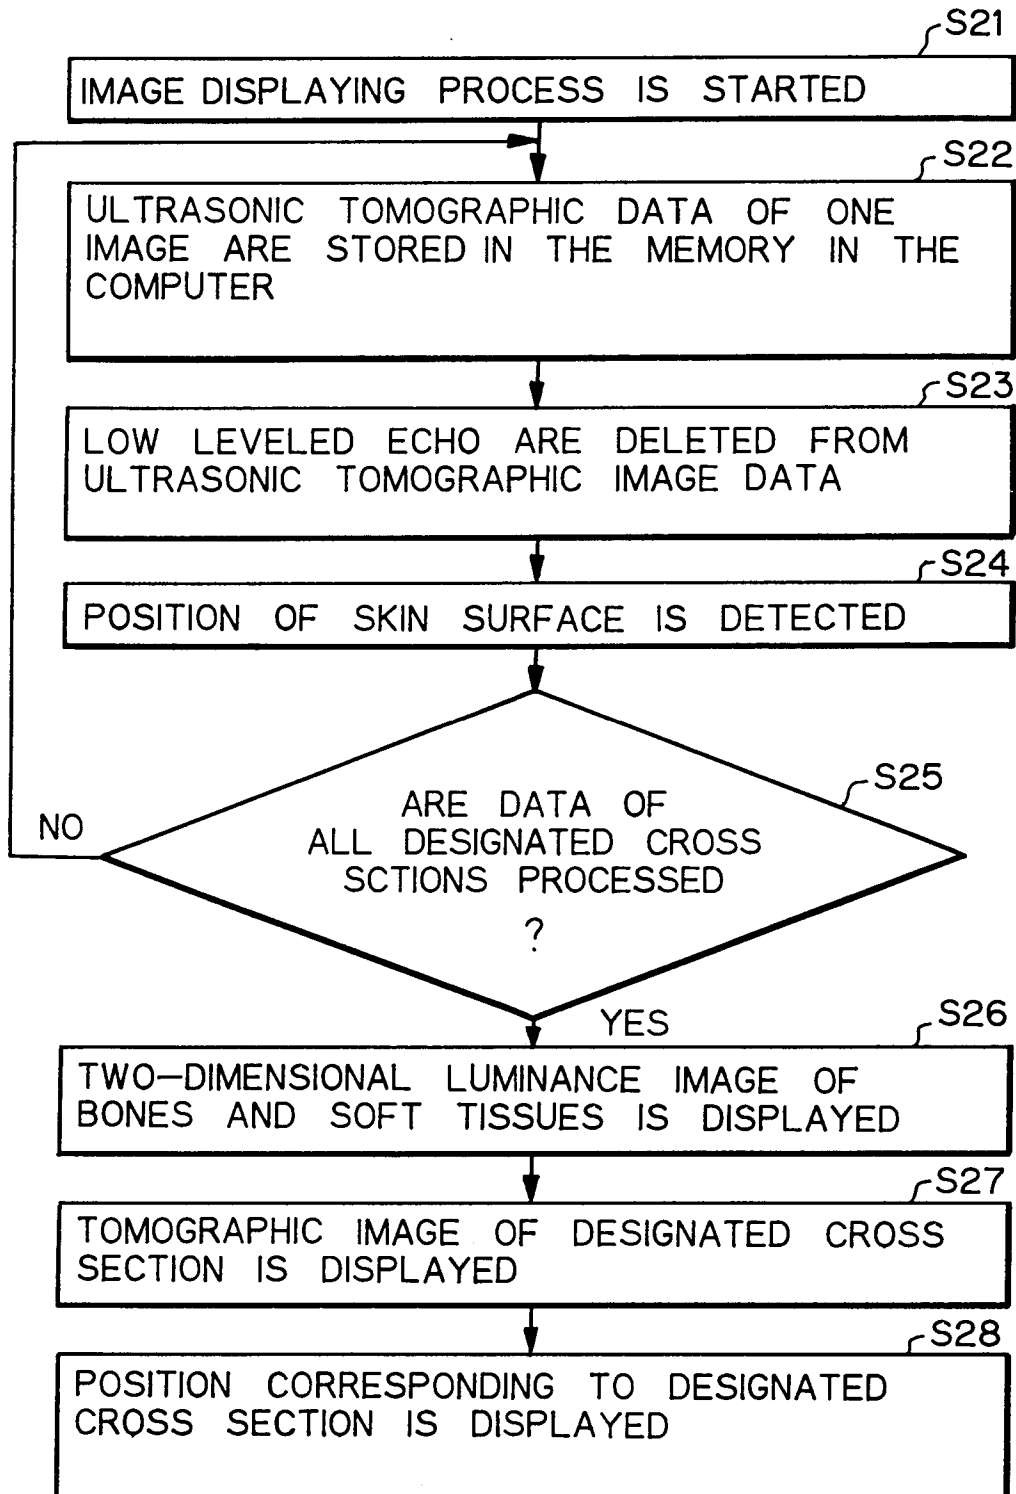 S21
IMAGE DISPLAYING PROCESS IS STARTED
S22
ULTRASONIC TOMOGRAPHIC DATA OF ONE
IMAGE ARE STORED IN THE MEMORY IN THE
COMPUTER
S23
LOW LEVELED ECHO ARE DELETED FROM
ULTRASONIC TOMOGRAPHIC IMAGE DATA
S24
POSITION OF SKIN SURFACE IS DETECTED
S25
ARE DATA OF
ALL DESIGNATED CROSS
SCTIONS PROCESSED
?
NO
YES
S26
TWO-DIMENSIONAL LUMINANCE IMAGE OF
BONES AND SOFT TISSUES IS DISPLAYED
S27
TOMOGRAPHIC IMAGE OF DESIGNATED CROSS
SECTION IS DISPLAYED
S28
POSITION CORRESPONDING TO DESIGNATED
CROSS SECTION IS DISPLAYED